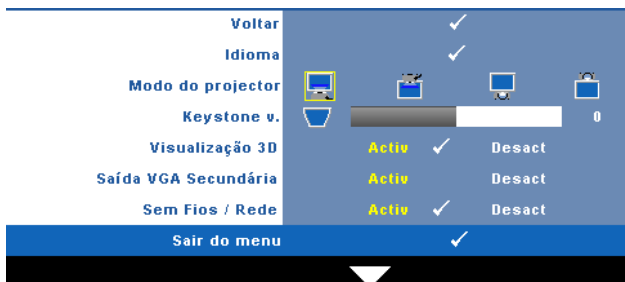 Voltar
Idioma
Modo do projector
Keystone v. 0
Visualização 3D Activ Desact
Saída VGA Secundária Activ Desact
Sem Fios / Rede Activ Desact
Sair do menu